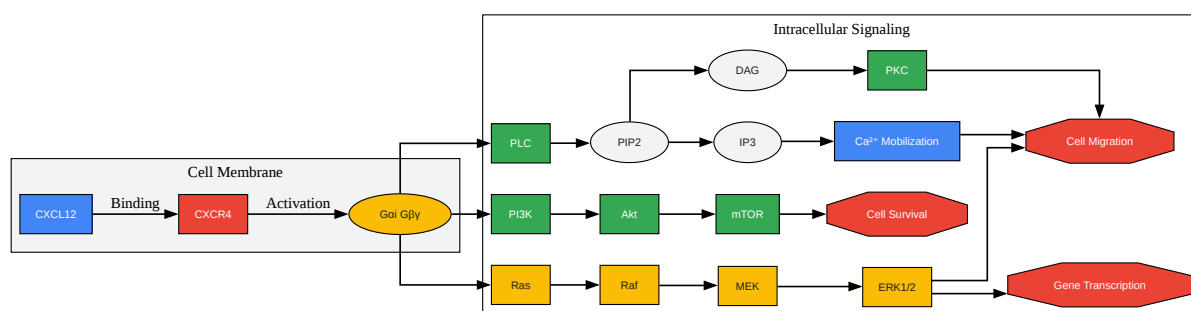 Intracellular Signaling
DAG
PKC
PLC
PIP2
IP3
Ca²⁺ Mobilization
Cell Migration
Cell Membrane
CXCL12
Binding
CXCR4
Activation
Gαi Gβγ
PI3K
Akt
mTOR
Cell Survival
Ras
Raf
MEK
ERK1/2
Gene Transcription